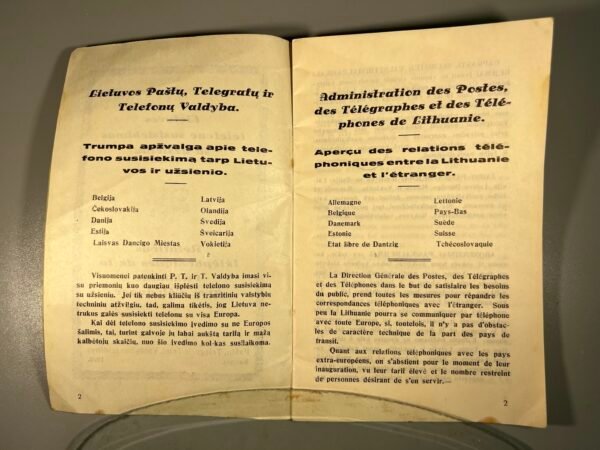 Lietuvos Paštų, Telegrafų ir
Telefonų Valdyba.
Trumpa apžvalga apie tele-
fono susisiekimą tarp Lietu-
vos ir užsienio.
Belgija
Čekoslovakija
Danija
Estija
Laisvas Dancigo Miestas
Latvija
Olandija
Švedija
Šveicarija
Vokietija
Visuomenei patenkinti P. T. ir T. Valdyba imasi vi-
su priemonių kuo daugiau išplėsti telefonu susisiekimą
su užsieniu. Jei tik nebus kliučių iš tranzitinių valstybių
techniniu atžvilgiu, tad, galima tikėtis, jog Lietuva ne-
trukus galės susisiekti telefonu su visa Europa.
Kai dėl telefono susisiekimo įvedimo su ne Europos
šalimis, tai, turint galvoje jų labai aukštą tarifą ir mažą
kalbėtojų skaičių, nuo šio įvedimo kol-kas susilaikoma.
2
Administration des Postes,
des Télégraphes et des Télé-
phones de Lithuanie.
Aperçu des relations télé-
phoniques entre la Lithuanie
et l'étranger.
Allemagne
Belgique
Danemark
Estonie
Etat libre de Dantzig
Lettonie
Pays-Bas
Suède
Suisse
Tchécoslovaquie
La Direction Générale des Postes, des Télégraphes
et des Téléphones dans le but de satisfaire les besoins
du public, prend toutes les mesures pour répandre les
correspondances téléphoniques avec l'étranger. Sous
peu la Lithuanie pourra se communiquer par téléphone
avec toute Europe, si, toutefois, il n'y a pas d'obstac-
les de caractère technique de la part des pays de
transit.
Quant aux relations téléphoniques avec les pays
extra-européens, on s'abstient pour le moment de leur
inauguration, vu leur tarif élevé et le nombre restreint
de personnes désirant de s'en servir.—
2